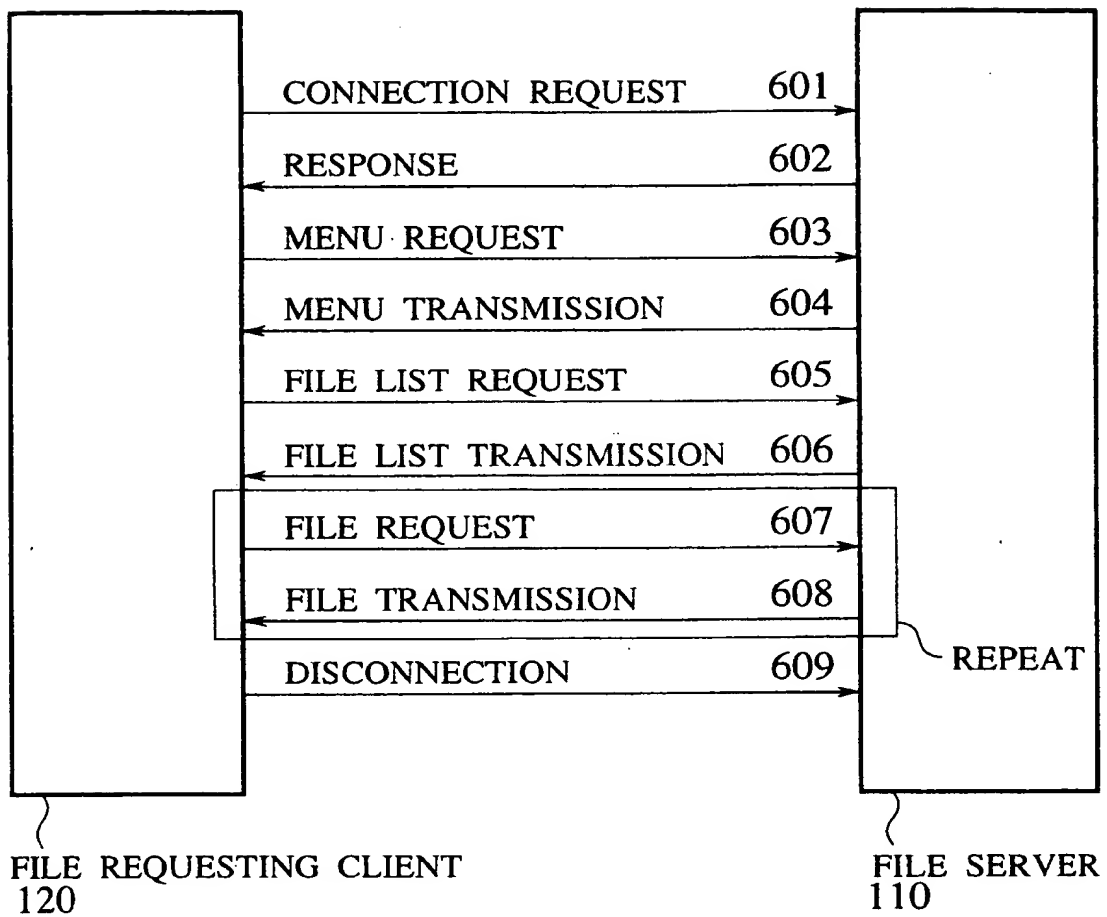 CONNECTION REQUEST 601
RESPONSE 602
MENU REQUEST 603
MENU TRANSMISSION 604
FILE LIST REQUEST 605
FILE LIST TRANSMISSION 606
FILE REQUEST 607
FILE TRANSMISSION 608
REPEAT
DISCONNECTION 609
FILE REQUESTING CLIENT
120
FILE SERVER
110